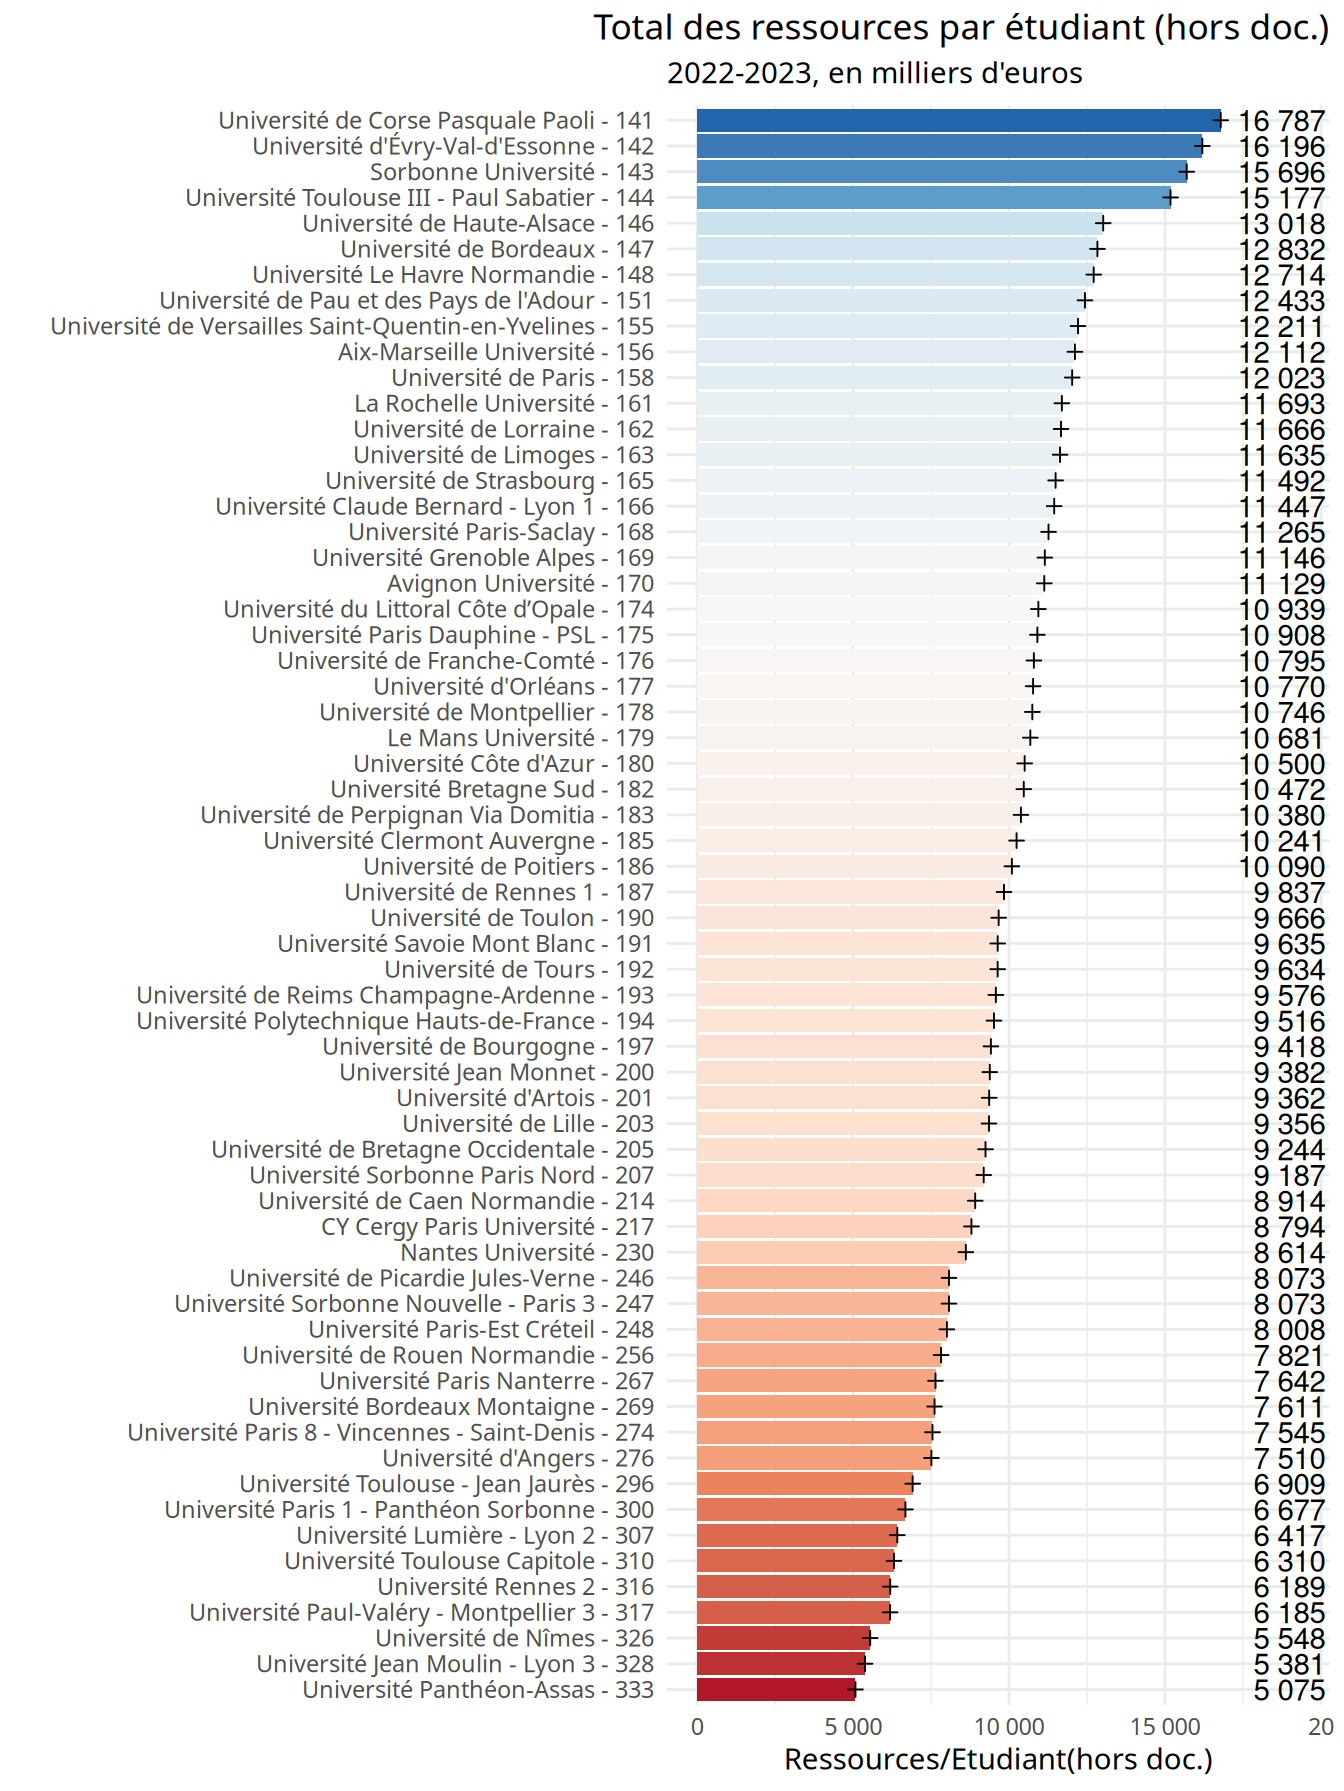 Total des ressources par étudiant (hors doc.)
2022-2023, en milliers d'euros
Université de Corse Pasquale Paoli - 141 16 787
Université d'Évry-Val-d'Essonne - 142 16 196
Sorbonne Université - 143 15 696
Université Toulouse III - Paul Sabatier - 144 15 177
Université de Haute-Alsace - 146 13 018
Université de Bordeaux - 147 12 832
Université Le Havre Normandie - 148 12 714
Université de Pau et des Pays de l'Adour - 151 12 433
Université de Versailles Saint-Quentin-en-Yvelines - 155 12 211
Aix-Marseille Université - 156 12 112
Université de Paris - 158 12 023
La Rochelle Université - 161 11 693
Université de Lorraine - 162 11 666
Université de Limoges - 163 11 635
Université de Strasbourg - 165 11 492
Université Claude Bernard - Lyon 1 - 166 11 447
Université Paris-Saclay - 168 11 265
Université Grenoble Alpes - 169 11 146
Avignon Université - 170 11 129
Université du Littoral Côte d’Opale - 174 10 939
Université Paris Dauphine - PSL - 175 10 908
Université de Franche-Comté - 176 10 795
Université d'Orléans - 177 10 770
Université de Montpellier - 178 10 746
Le Mans Université - 179 10 681
Université Côte d'Azur - 180 10 500
Université Bretagne Sud - 182 10 472
Université de Perpignan Via Domitia - 183 10 380
Université Clermont Auvergne - 185 10 241
Université de Poitiers - 186 10 090
Université de Rennes 1 - 187 9 837
Université de Toulon - 190 9 666
Université Savoie Mont Blanc - 191 9 635
Université de Tours - 192 9 634
Université de Reims Champagne-Ardenne - 193 9 576
Université Polytechnique Hauts-de-France - 194 9 516
Université de Bourgogne - 197 9 418
Université Jean Monnet - 200 9 382
Université d'Artois - 201 9 362
Université de Lille - 203 9 356
Université de Bretagne Occidentale - 205 9 244
Université Sorbonne Paris Nord - 207 9 187
Université de Caen Normandie - 214 8 914
CY Cergy Paris Université - 217 8 794
Nantes Université - 230 8 614
Université de Picardie Jules-Verne - 246 8 073
Université Sorbonne Nouvelle - Paris 3 - 247 8 073
Université Paris-Est Créteil - 248 8 008
Université de Rouen Normandie - 256 7 821
Université Paris Nanterre - 267 7 642
Université Bordeaux Montaigne - 269 7 611
Université Paris 8 - Vincennes - Saint-Denis - 274 7 545
Université d'Angers - 276 7 510
Université Toulouse - Jean Jaurès - 296 6 909
Université Paris 1 - Panthéon Sorbonne - 300 6 677
Université Lumière - Lyon 2 - 307 6 417
Université Toulouse Capitole - 310 6 310
Université Rennes 2 - 316 6 189
Université Paul-Valéry - Montpellier 3 - 317 6 185
Université de Nîmes - 326 5 548
Université Jean Moulin - Lyon 3 - 328 5 381
Université Panthéon-Assas - 333 5 075
0 5 000 10 000 15 000 20
Ressources/Etudiant(hors doc.)